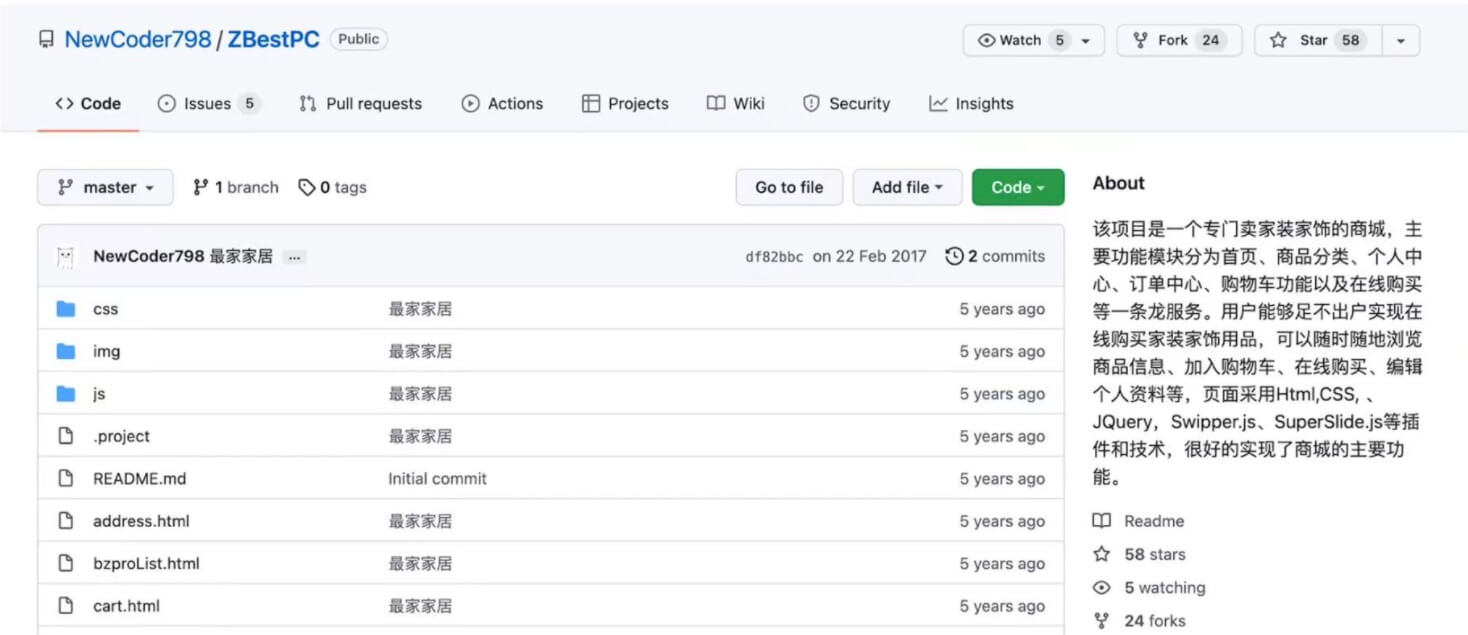 NewCoder798 / ZBestPC Public
Watch 5 Fork 24 Star 58
Code Issues 5 Pull requests Actions Projects Wiki Security Insights
master 1 branch 0 tags Go to file Add file Code
NewCoder798 最家家居 ... df82bbc on 22 Feb 2017 2 commits
css 最家家居 5 years ago
img 最家家居 5 years ago
js 最家家居 5 years ago
.project 最家家居 5 years ago
README.md Initial commit 5 years ago
address.html 最家家居 5 years ago
bzproList.html 最家家居 5 years ago
cart.html 最家家居 5 years ago
About
该项目是一个专门卖家装家饰的商城，主
要功能模块分为首页、商品分类、个人中
心、订单中心、购物车功能以及在线购买
等一条龙服务。用户能够足不出户实现在
线购买家装家饰用品，可以随时随地浏览
商品信息、加入购物车、在线购买、编辑
个人资料等，页面采用Html,CSS, 、
JQuery，Swipper.js、SuperSlide.js等插
件和技术，很好的实现了商城的主要功
能。
Readme
58 stars
5 watching
24 forks